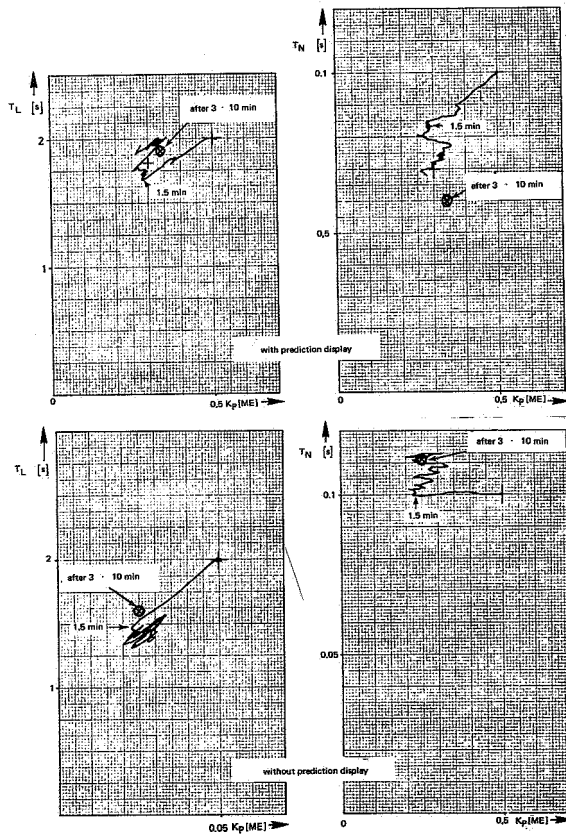 T_L [s]
2
1
0
0,5 K_P [ME]
after 3 · 10 min
1.5 min
T_N [s]
0.1
0,5
0
0,5 K_P [ME]
1.5 min
after 3 · 10 min
with prediction display
T_L [s]
2
1
0.05 K_P [ME]
after 3 · 10 min
1,5 min
T_N [s]
0.1
0.05
0
0,5 K_P [ME]
after 3 · 10 min
1.5 min
without prediction display